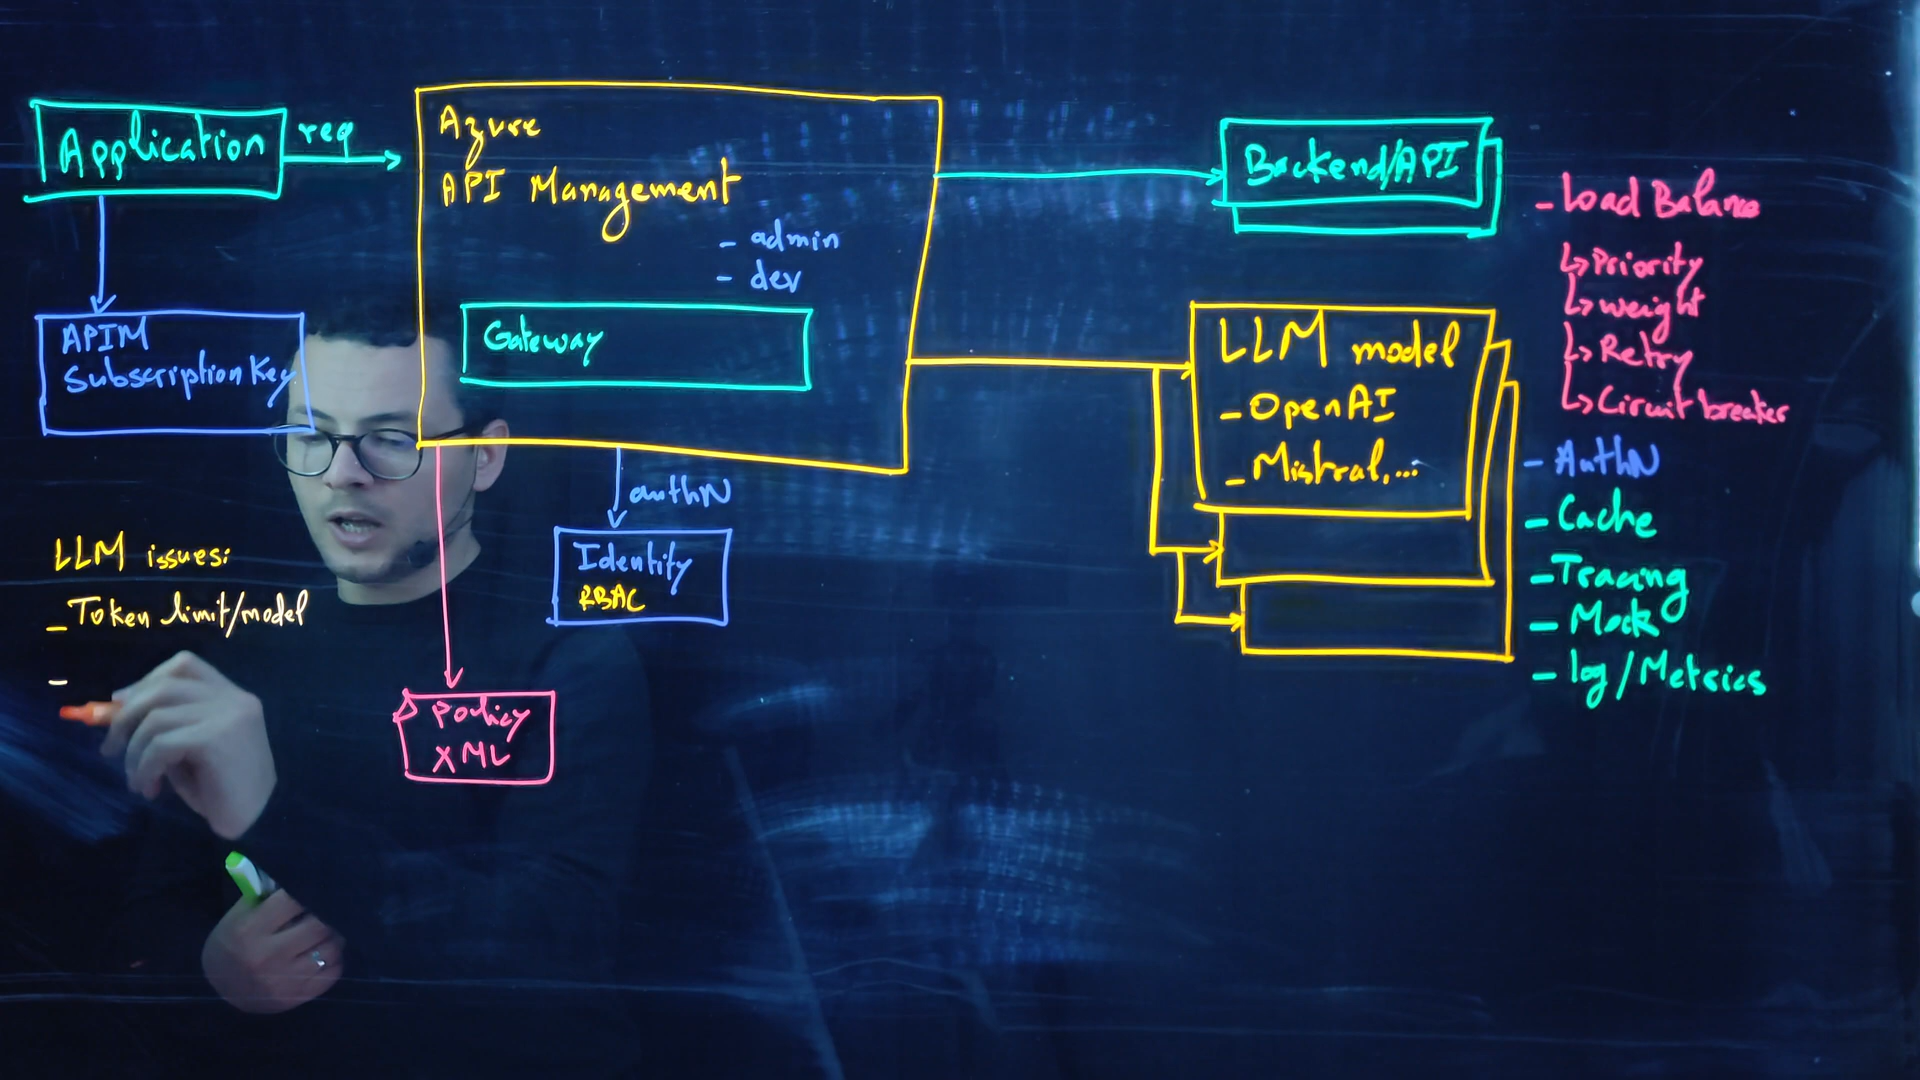 Application
req
APIM
Subscription Key
LLM issues:
- Token limit/model
-
Azure
API Management
- admin
- dev
Gateway
authN
Identity
RBAC
Policy
XML
Backend/API
LLM model
- OpenAI
- Mistral,...
- Load Balance
↳ Priority
↳ weight
↳ Retry
↳ Circuit breaker
- AuthN
- Cache
- Tracing
- Mock
- log/Metrics